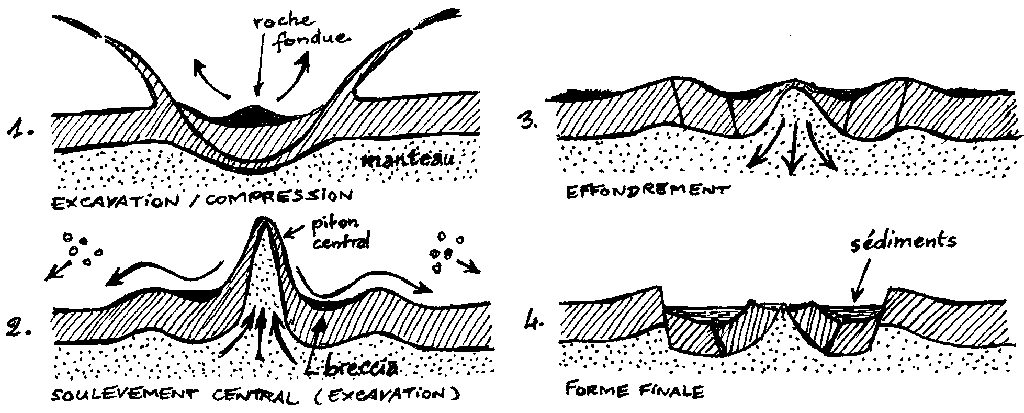 1.
roche
fondue
manteau
EXCAVATION / COMPRESSION
2.
piton
central
breccia
SOULEVEMENT CENTRAL (EXCAVATION)
3.
EFFONDREMENT
4.
sédiments
FORME FINALE